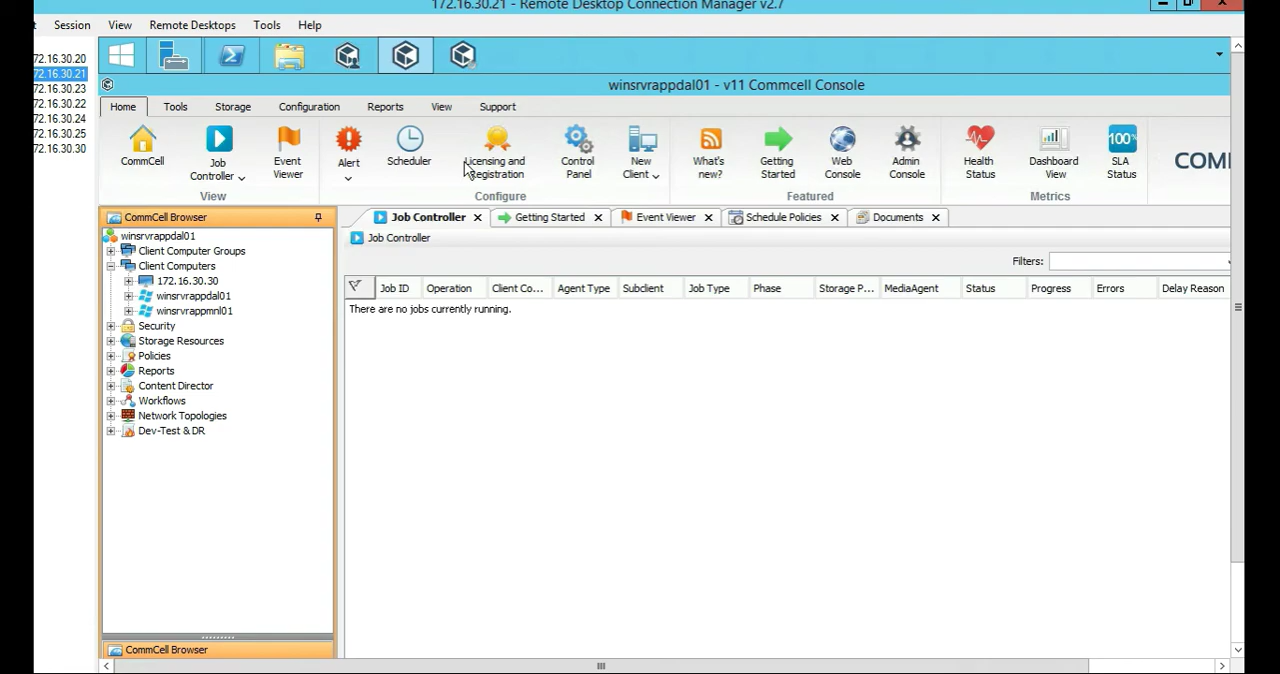 172.16.30.21 - Remote Desktop Connection Manager v2.7
Session View Remote Desktops Tools Help
72.16.30.20
72.16.30.21
72.16.30.23
72.16.30.22
72.16.30.24
72.16.30.25
72.16.30.30
winsrvrappdal01 - v11 Commcell Console
Home Tools Storage Configuration Reports View Support
CommCell
Job Controller
Event Viewer
View
Alert
Scheduler
Licensing and Registration
Control Panel
New Client
Configure
What's new?
Getting Started
Web Console
Admin Console
Featured
Health Status
Dashboard View
100%
SLA Status
Metrics
COM
CommCell Browser
winsrvrappdal01
Client Computer Groups
Client Computers
172.16.30.30
winsrvrappdal01
winsrvrappmnl01
Security
Storage Resources
Policies
Reports
Content Director
Workflows
Network Topologies
Dev-Test & DR
CommCell Browser
Job Controller Getting Started Event Viewer Schedule Policies Documents
Job Controller
Filters:
Job ID Operation Client Co... Agent Type Subclient Job Type Phase Storage P... MediaAgent Status Progress Errors Delay Reason
There are no jobs currently running.